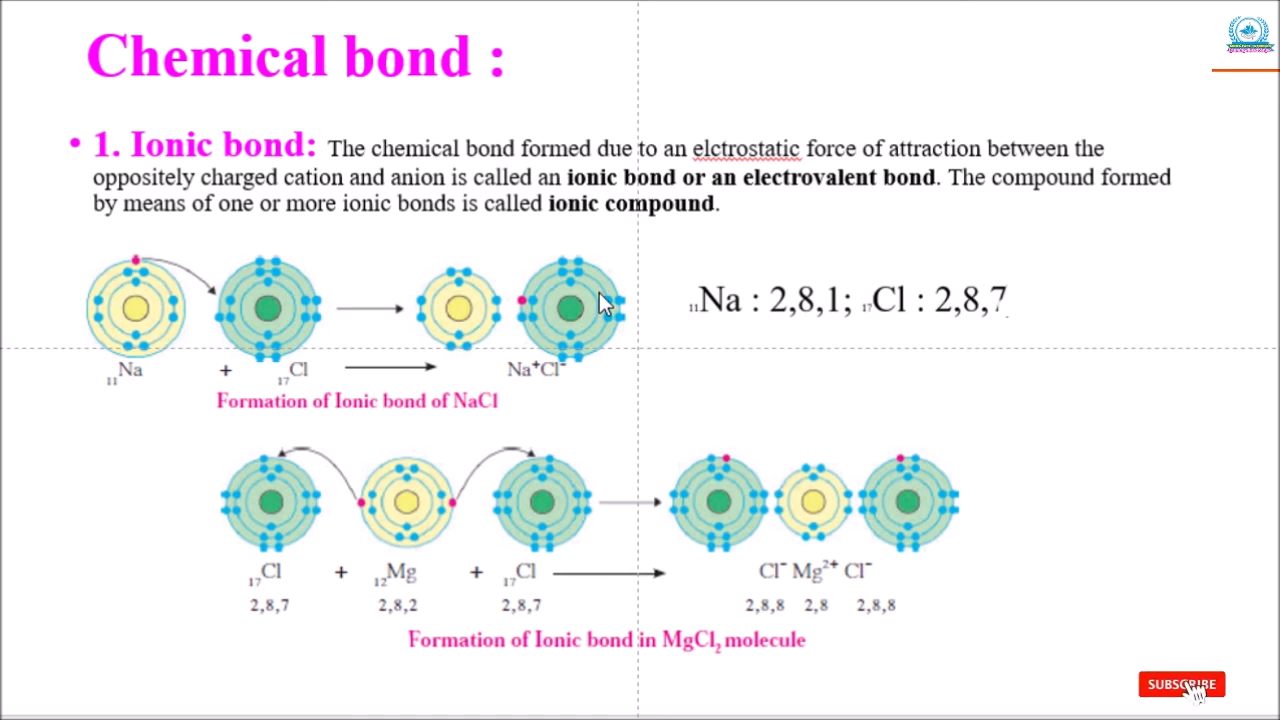 Chemical bond :
• 1. Ionic bond: The chemical bond formed due to an elctrostatic force of attraction between the
oppositely charged cation and anion is called an ionic bond or an electrovalent bond. The compound formed
by means of one or more ionic bonds is called ionic compound.
₁₁Na : 2,8,1; ₁₇Cl : 2,8,7
₁₁Na + ₁₇Cl Na⁺Cl⁻
Formation of Ionic bond of NaCl
₁₇Cl + ₁₂Mg + ₁₇Cl Cl⁻ Mg²⁺ Cl⁻
2,8,7 2,8,2 2,8,7 2,8,8 2,8 2,8,8
Formation of Ionic bond in MgCl₂ molecule
SUBSCRIBE